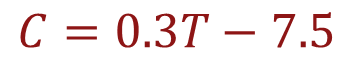 C = 0.3T − 7.5